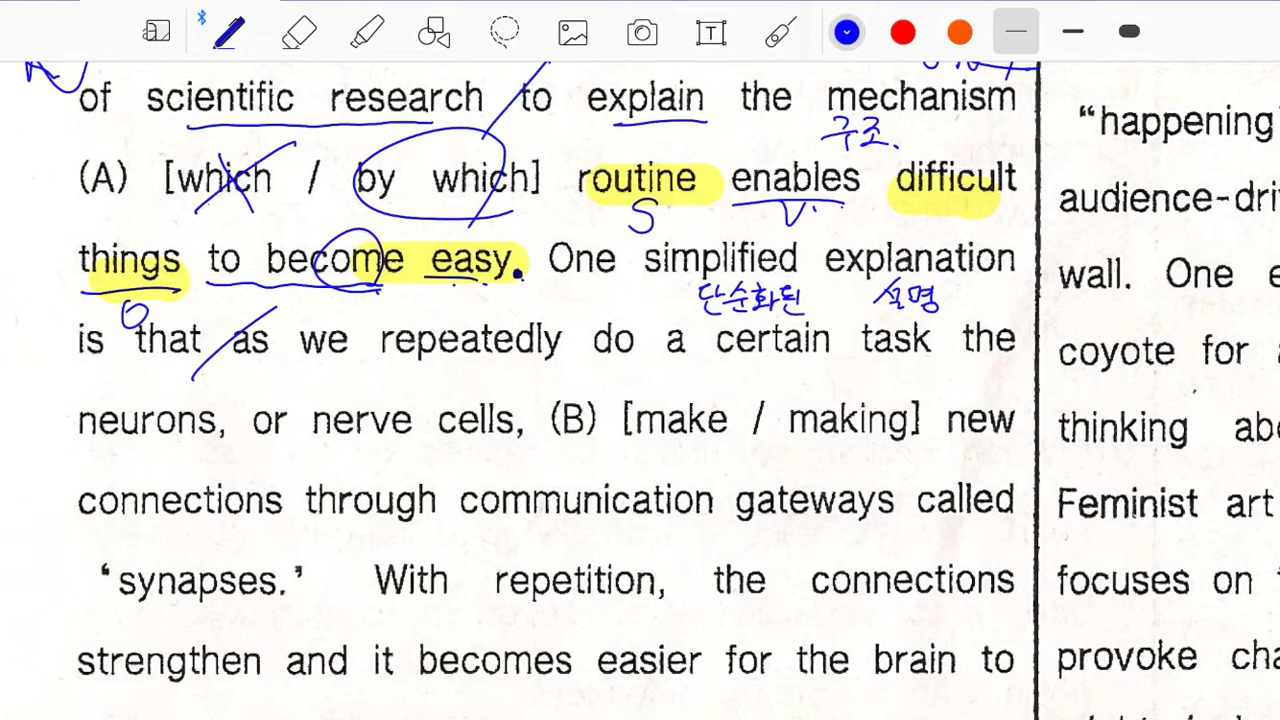 of scientific research to explain the mechanism
구조.
(A) [which / by which] routine enables difficult
S V.
things to become easy. One simplified explanation
O 단순화된 설명
is that as we repeatedly do a certain task the
neurons, or nerve cells, (B) [make / making] new
connections through communication gateways called
‘synapses.’ With repetition, the connections
strengthen and it becomes easier for the brain to
“happening
audience-dri
wall. One e
coyote for a
thinking abo
Feminist art
focuses on
provoke cha